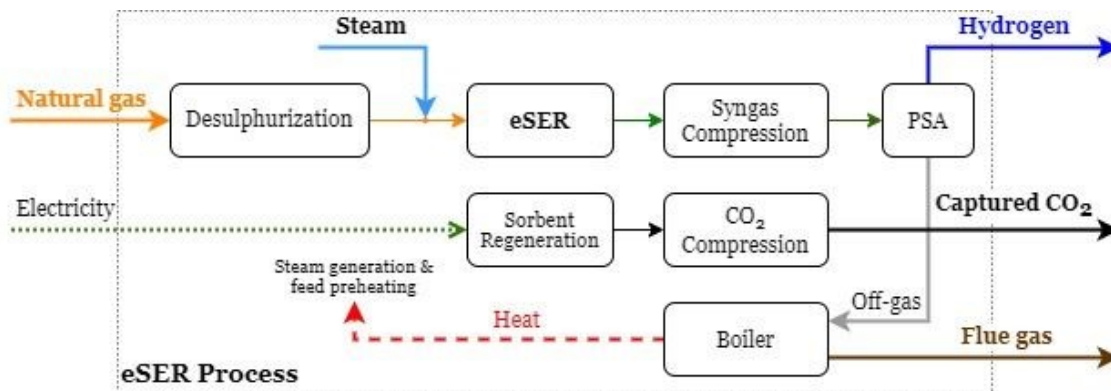 Steam
Hydrogen
Natural gas
Desulphurization
eSER
Syngas
Compression
PSA
Electricity
Sorbent
Regeneration
CO₂
Compression
Captured CO₂
Steam generation &
feed preheating
Heat
Boiler
Off-gas
Flue gas
eSER Process